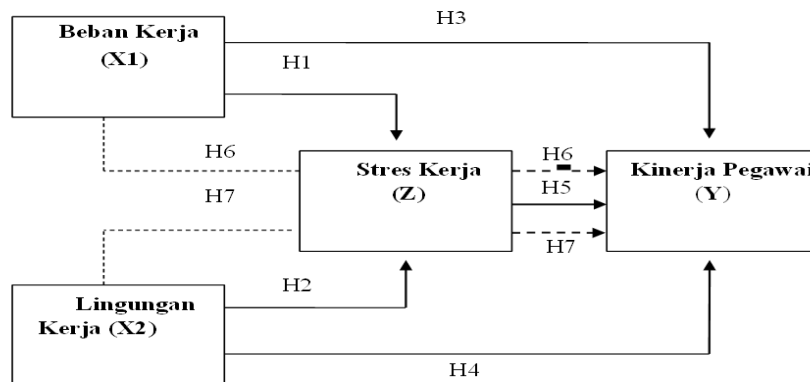 H3
Beban Kerja
(X1)
H1
H6
H6
Stres Kerja
(Z)
Kinerja Pegawai
(Y)
H5
H7
H7
H2
Lingungan
Kerja (X2)
H4